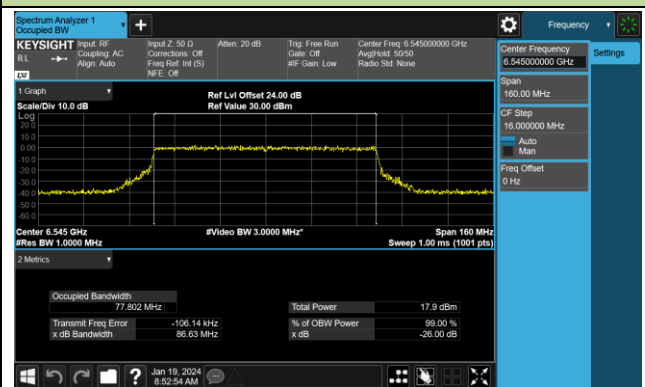 Spectrum Analyzer 1
Occupied BW
Frequency
KEYSIGHT
RL
Input: RF
Coupling: AC
Align: Auto
Input Z: 50 Ω
Corrections: Off
Freq Ref: Int (S)
NFE: Off
Atten: 20 dB
Trig: Free Run
Gate: Off
#IF Gain: Low
Center Freq: 6.545000000 GHz
Avg|Hold: 50/50
Radio Std: None
LXI
1 Graph
Scale/Div 10.0 dB
Ref Lvl Offset 24.00 dB
Ref Value 30.00 dBm
Log
20.0
10.0
0.00
-10.0
-20.0
-30.0
-40.0
-50.0
-60.0
Center 6.545 GHz
#Res BW 1.0000 MHz
#Video BW 3.0000 MHz*
Span 160 MHz
Sweep 1.00 ms (1001 pts)
2 Metrics
Occupied Bandwidth
77.802 MHz
Transmit Freq Error -106.14 kHz
x dB Bandwidth 86.63 MHz
Total Power 17.9 dBm
% of OBW Power 99.00 %
x dB -26.00 dB
Jan 19, 2024
8:52:54 AM
Center Frequency
6.545000000 GHz
Settings
Span
160.00 MHz
CF Step
16.000000 MHz
Auto
Man
Freq Offset
0 Hz